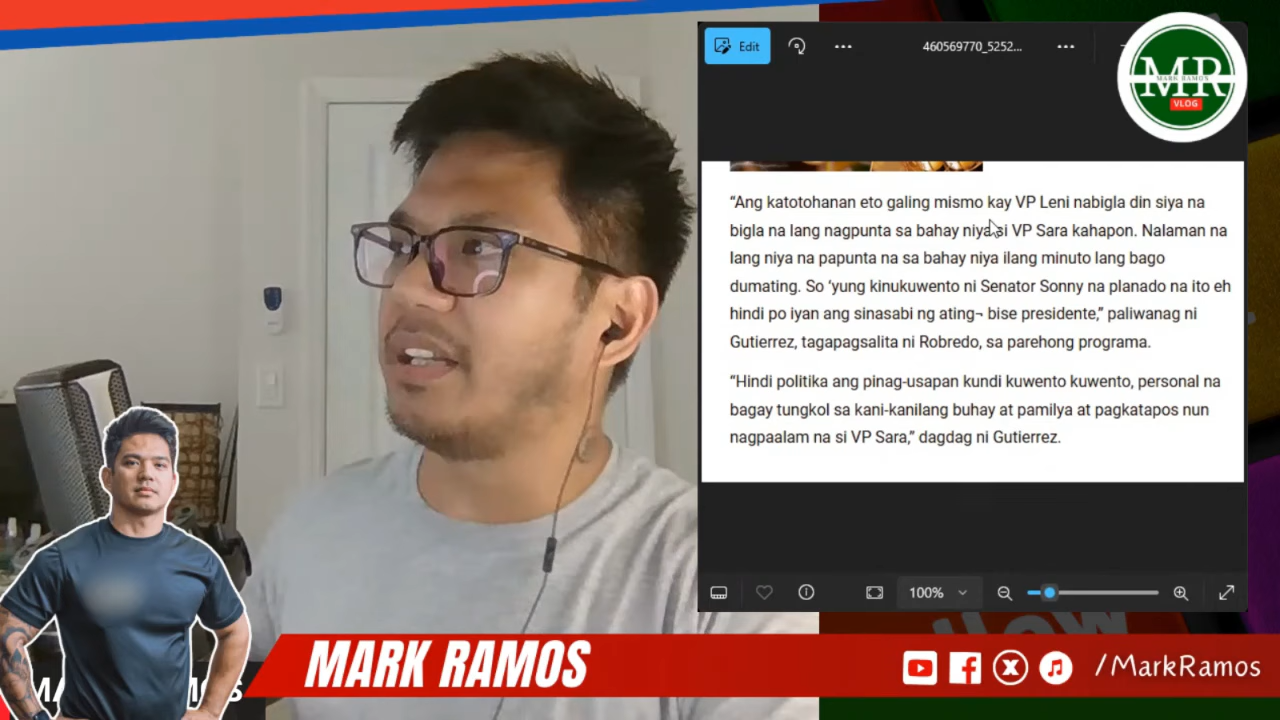 Edit
460569770_5252...
MR
MARK RAMOS
VLOG
“Ang katotohanan eto galing mismo kay VP Leni nabigla din siya na
bigla na lang nagpunta sa bahay niya si VP Sara kahapon. Nalaman na
lang niya na papunta na sa bahay niya ilang minuto lang bago
dumating. So ‘yung kinukuwento ni Senator Sonny na planado na ito eh
hindi po iyan ang sinasabi ng ating¬ bise presidente,” paliwanag ni
Gutierrez, tagapagsalita ni Robredo, sa parehong programa.
“Hindi politika ang pinag-usapan kundi kuwento kuwento, personal na
bagay tungkol sa kani-kanilang buhay at pamilya at pagkatapos nun
nagpaalam na si VP Sara,” dagdag ni Gutierrez.
100%
MARK RAMOS
/MarkRamos